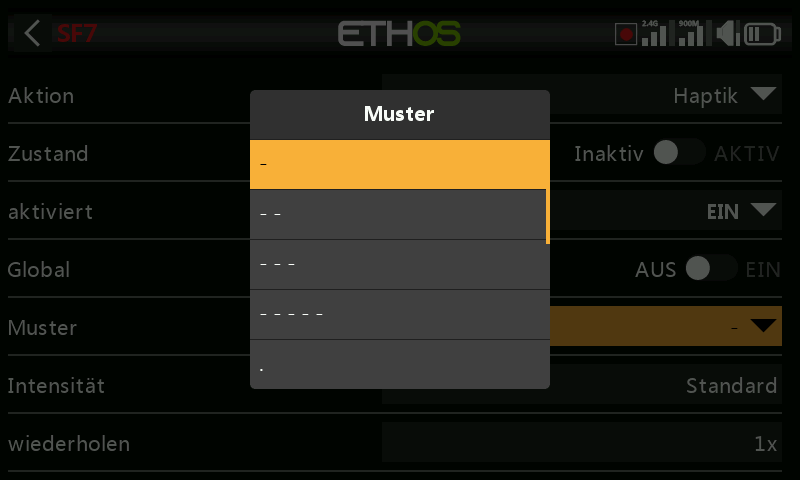 SF7
ETHOS
2.4G
900M
Aktion
Haptik
Zustand
Inaktiv
AKTIV
aktiviert
EIN
Global
AUS
EIN
Muster
-
Intensität
Standard
wiederholen
1x
Muster
-
- -
- - -
- - - - -
.